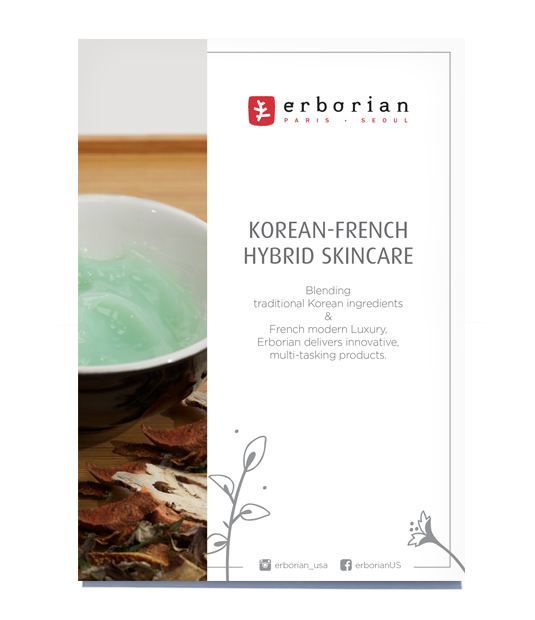 erborian
PARIS · SEOUL
KOREAN-FRENCH
HYBRID SKINCARE
Blending
traditional Korean ingredients
&
French modern Luxury,
Erborian delivers innovative,
multi-tasking products.
erborian_usa erborianUS